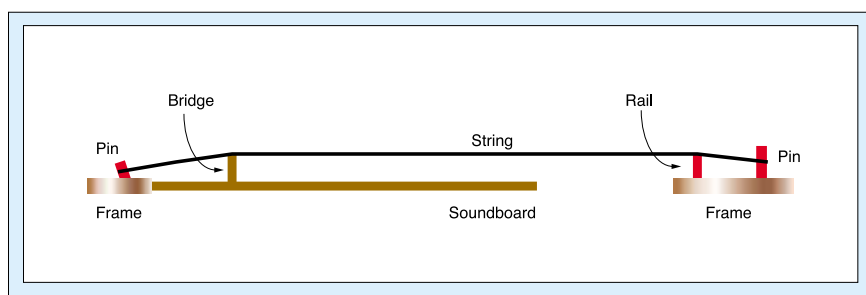 Bridge
Rail
Pin
String
Pin
Frame
Soundboard
Frame